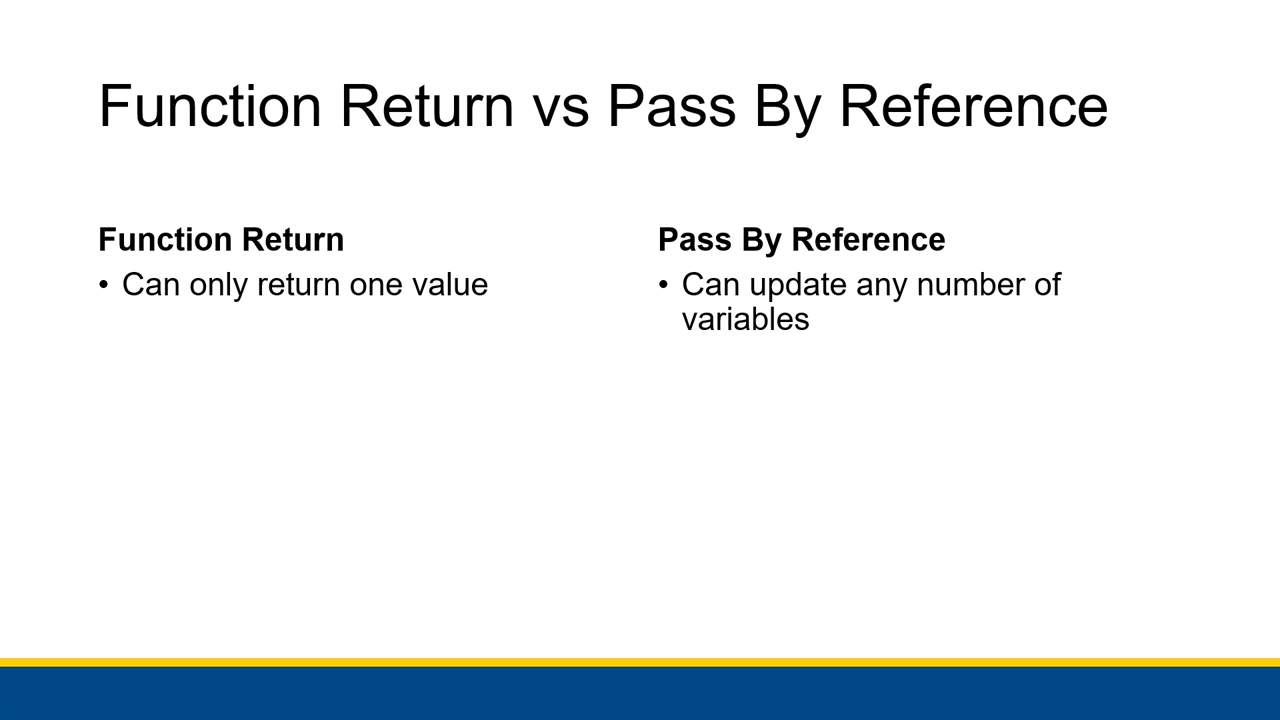 Function Return vs Pass By Reference
Function Return
• Can only return one value
Pass By Reference
• Can update any number of
variables